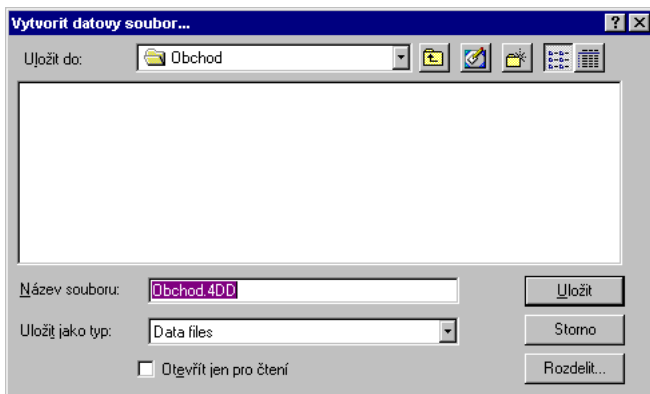 Vytvorit datovy soubor...
Uložit do:
Obchod
Název souboru:
Obchod.4DD
Uložit
Uložit jako typ:
Data files
Storno
Otevřít jen pro čtení
Rozdelit...